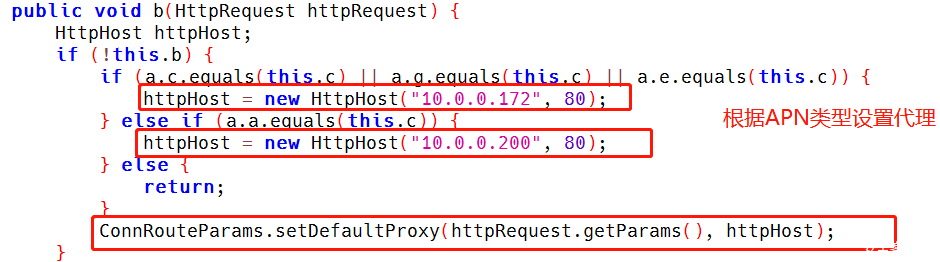 public void b(HttpRequest httpRequest) {
HttpHost httpHost;
if (!this.b) {
if (a.c.equals(this.c) || a.g.equals(this.c) || a.e.equals(this.c)) {
httpHost = new HttpHost("10.0.0.172", 80);
} else if (a.a.equals(this.c)) {
根据APN类型设置代理
httpHost = new HttpHost("10.0.0.200", 80);
} else {
return;
}
ConnRouteParams.setDefaultProxy(httpRequest.getParams(), httpHost);
}